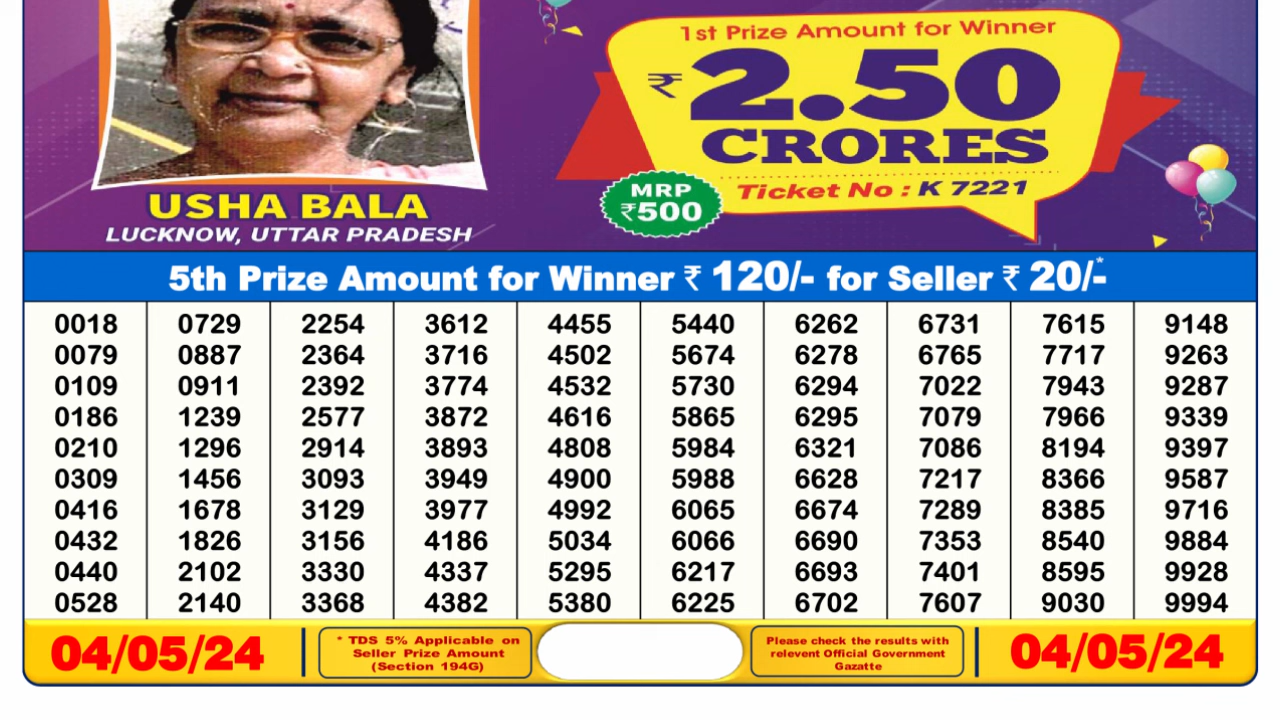 1st Prize Amount for Winner
₹2.50
CRORES
MRP
₹500
Ticket No : K 7221
USHA BALA
LUCKNOW, UTTAR PRADESH
5th Prize Amount for Winner ₹ 120/- for Seller ₹ 20/-*
0018 0729 2254 3612 4455 5440 6262 6731 7615 9148
0079 0887 2364 3716 4502 5674 6278 6765 7717 9263
0109 0911 2392 3774 4532 5730 6294 7022 7943 9287
0186 1239 2577 3872 4616 5865 6295 7079 7966 9339
0210 1296 2914 3893 4808 5984 6321 7086 8194 9397
0309 1456 3093 3949 4900 5988 6628 7217 8366 9587
0416 1678 3129 3977 4992 6065 6674 7289 8385 9716
0432 1826 3156 4186 5034 6066 6690 7353 8540 9884
0440 2102 3330 4337 5295 6217 6693 7401 8595 9928
0528 2140 3368 4382 5380 6225 6702 7607 9030 9994
04/05/24
* TDS 5% Applicable on
Seller Prize Amount
(Section 194G)
Please check the results with
relevent Official Government
Gazatte
04/05/24